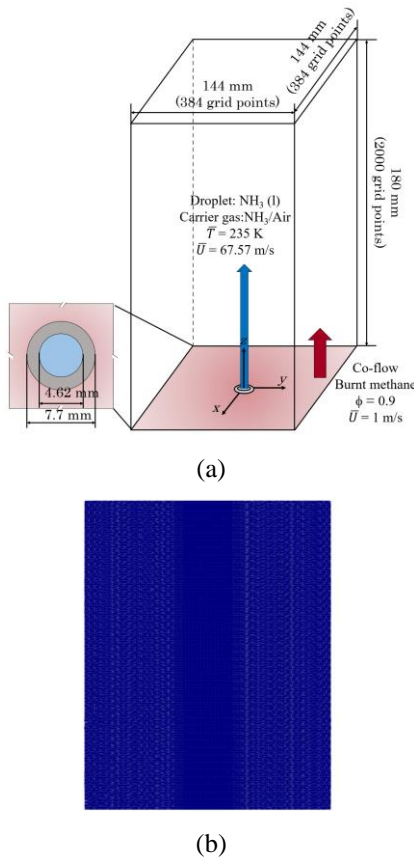 144 mm
(384 grid points)
144 mm
(384 grid points)
180 mm
(2000 grid points)
Droplet: NH3 (l)
Carrier gas:NH3/Air
T̅ = 235 K
U̅ = 67.57 m/s
z
y
x
4.62 mm
7.7 mm
Co-flow
Burnt methane
ϕ = 0.9
U̅ = 1 m/s
(a)
(b)